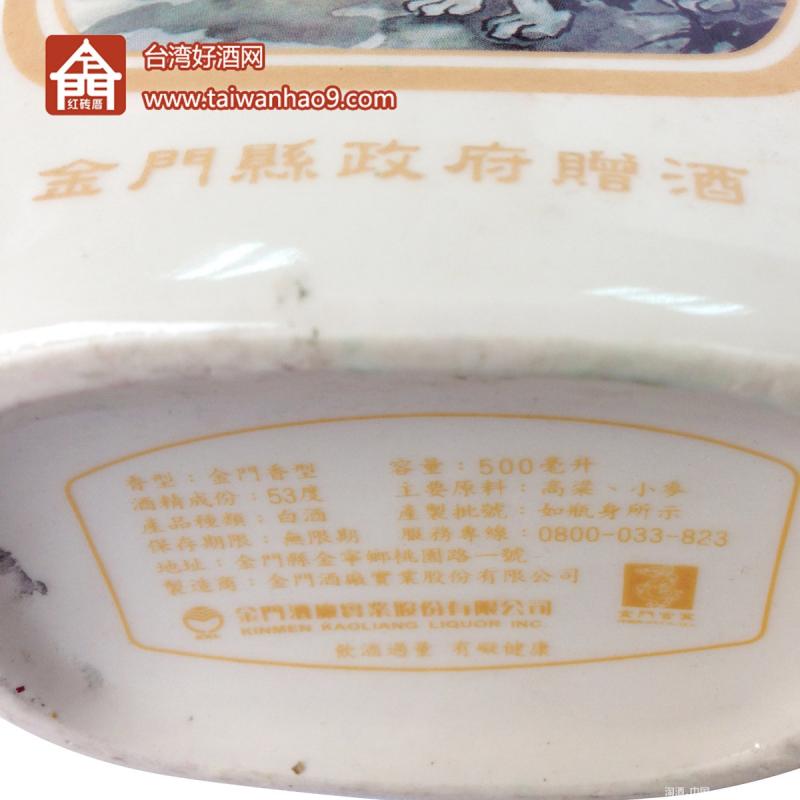 台湾好酒网
www.taiwanhao9.com
红砖厝
金門縣政府贈酒
香型：金門香型
容量：500毫升
酒精成份：53度
主要原料：高粱、小麥
產品種類：白酒
產製批號：如瓶身所示
保存期限：無限期
服務專線：0800-033-823
地址：金門縣金寧鄉桃園路一號
製造商：金門酒廠實業股份有限公司
金門酒廠實業股份有限公司
KINMEN KAOLIANG LIQUOR INC.
飲酒過量 有礙健康
淘酒 中国